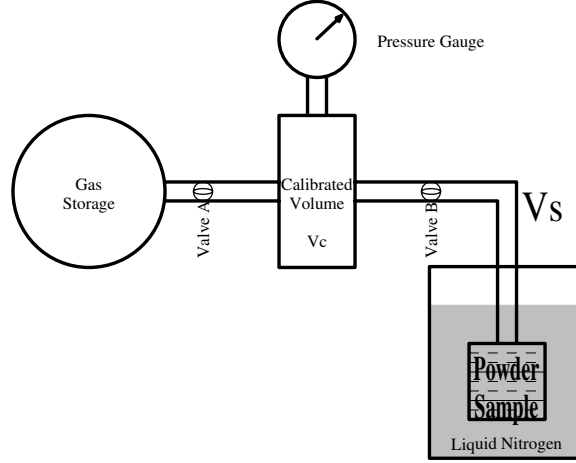 Pressure Gauge
Gas
Storage
Valve A
Calibrated
Volume
Vc
Valve B
Vs
Powder
Sample
Liquid Nitrogen